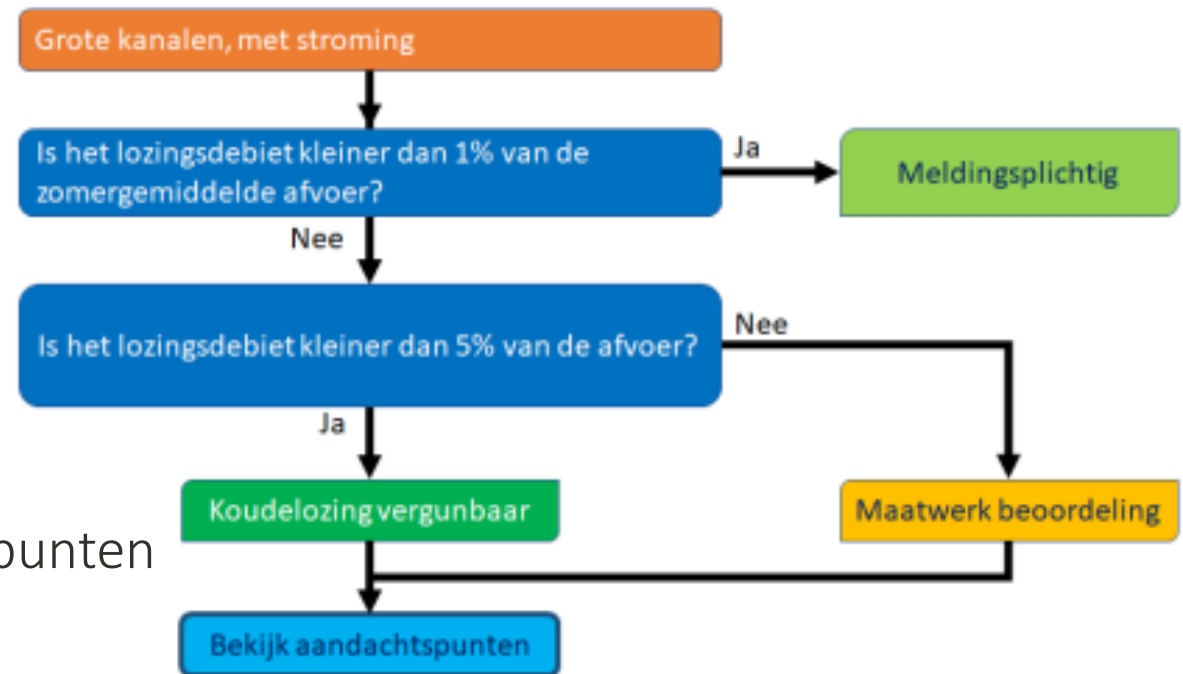 Grote kanalen, met stroming
Is het lozingsdebiet kleiner dan 1% van de
zomergemiddelde afvoer?
Ja
Meldingsplichtig
Nee
Is het lozingsdebiet kleiner dan 5% van de afvoer?
Nee
Ja
Koudelozing vergunbaar
Maatwerk beoordeling
punten
Bekijk aandachtspunten